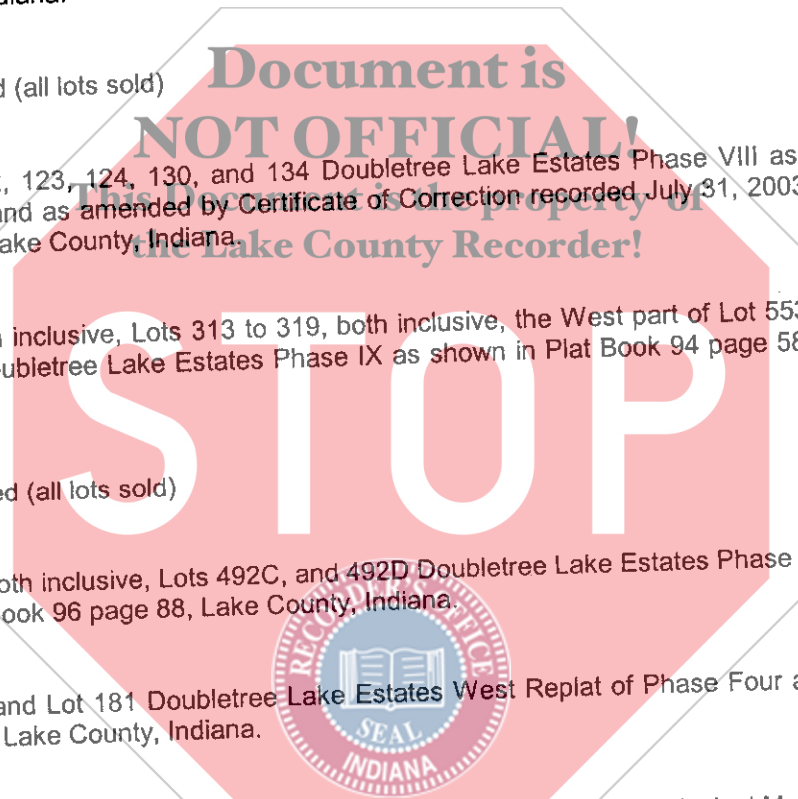 d (all lots sold)
Document is
NOT OFFICIAL!
This Document is the property of
the Lake County Recorder!
, 123, 124, 130, and 134 Doubletree Lake Estates Phase VIII as
and as amended by Certificate of Correction recorded July 31, 2003
ake County, Indiana.
inclusive, Lots 313 to 319, both inclusive, the West part of Lot 553
ubletree Lake Estates Phase IX as shown in Plat Book 94 page 58
STOP
ed (all lots sold)
oth inclusive, Lots 492C, and 492D Doubletree Lake Estates Phase
ook 96 page 88, Lake County, Indiana.
and Lot 181 Doubletree Lake Estates West Replat of Phase Four a
Lake County, Indiana.
RECORDER'S OFFICE
SEAL
INDIANA